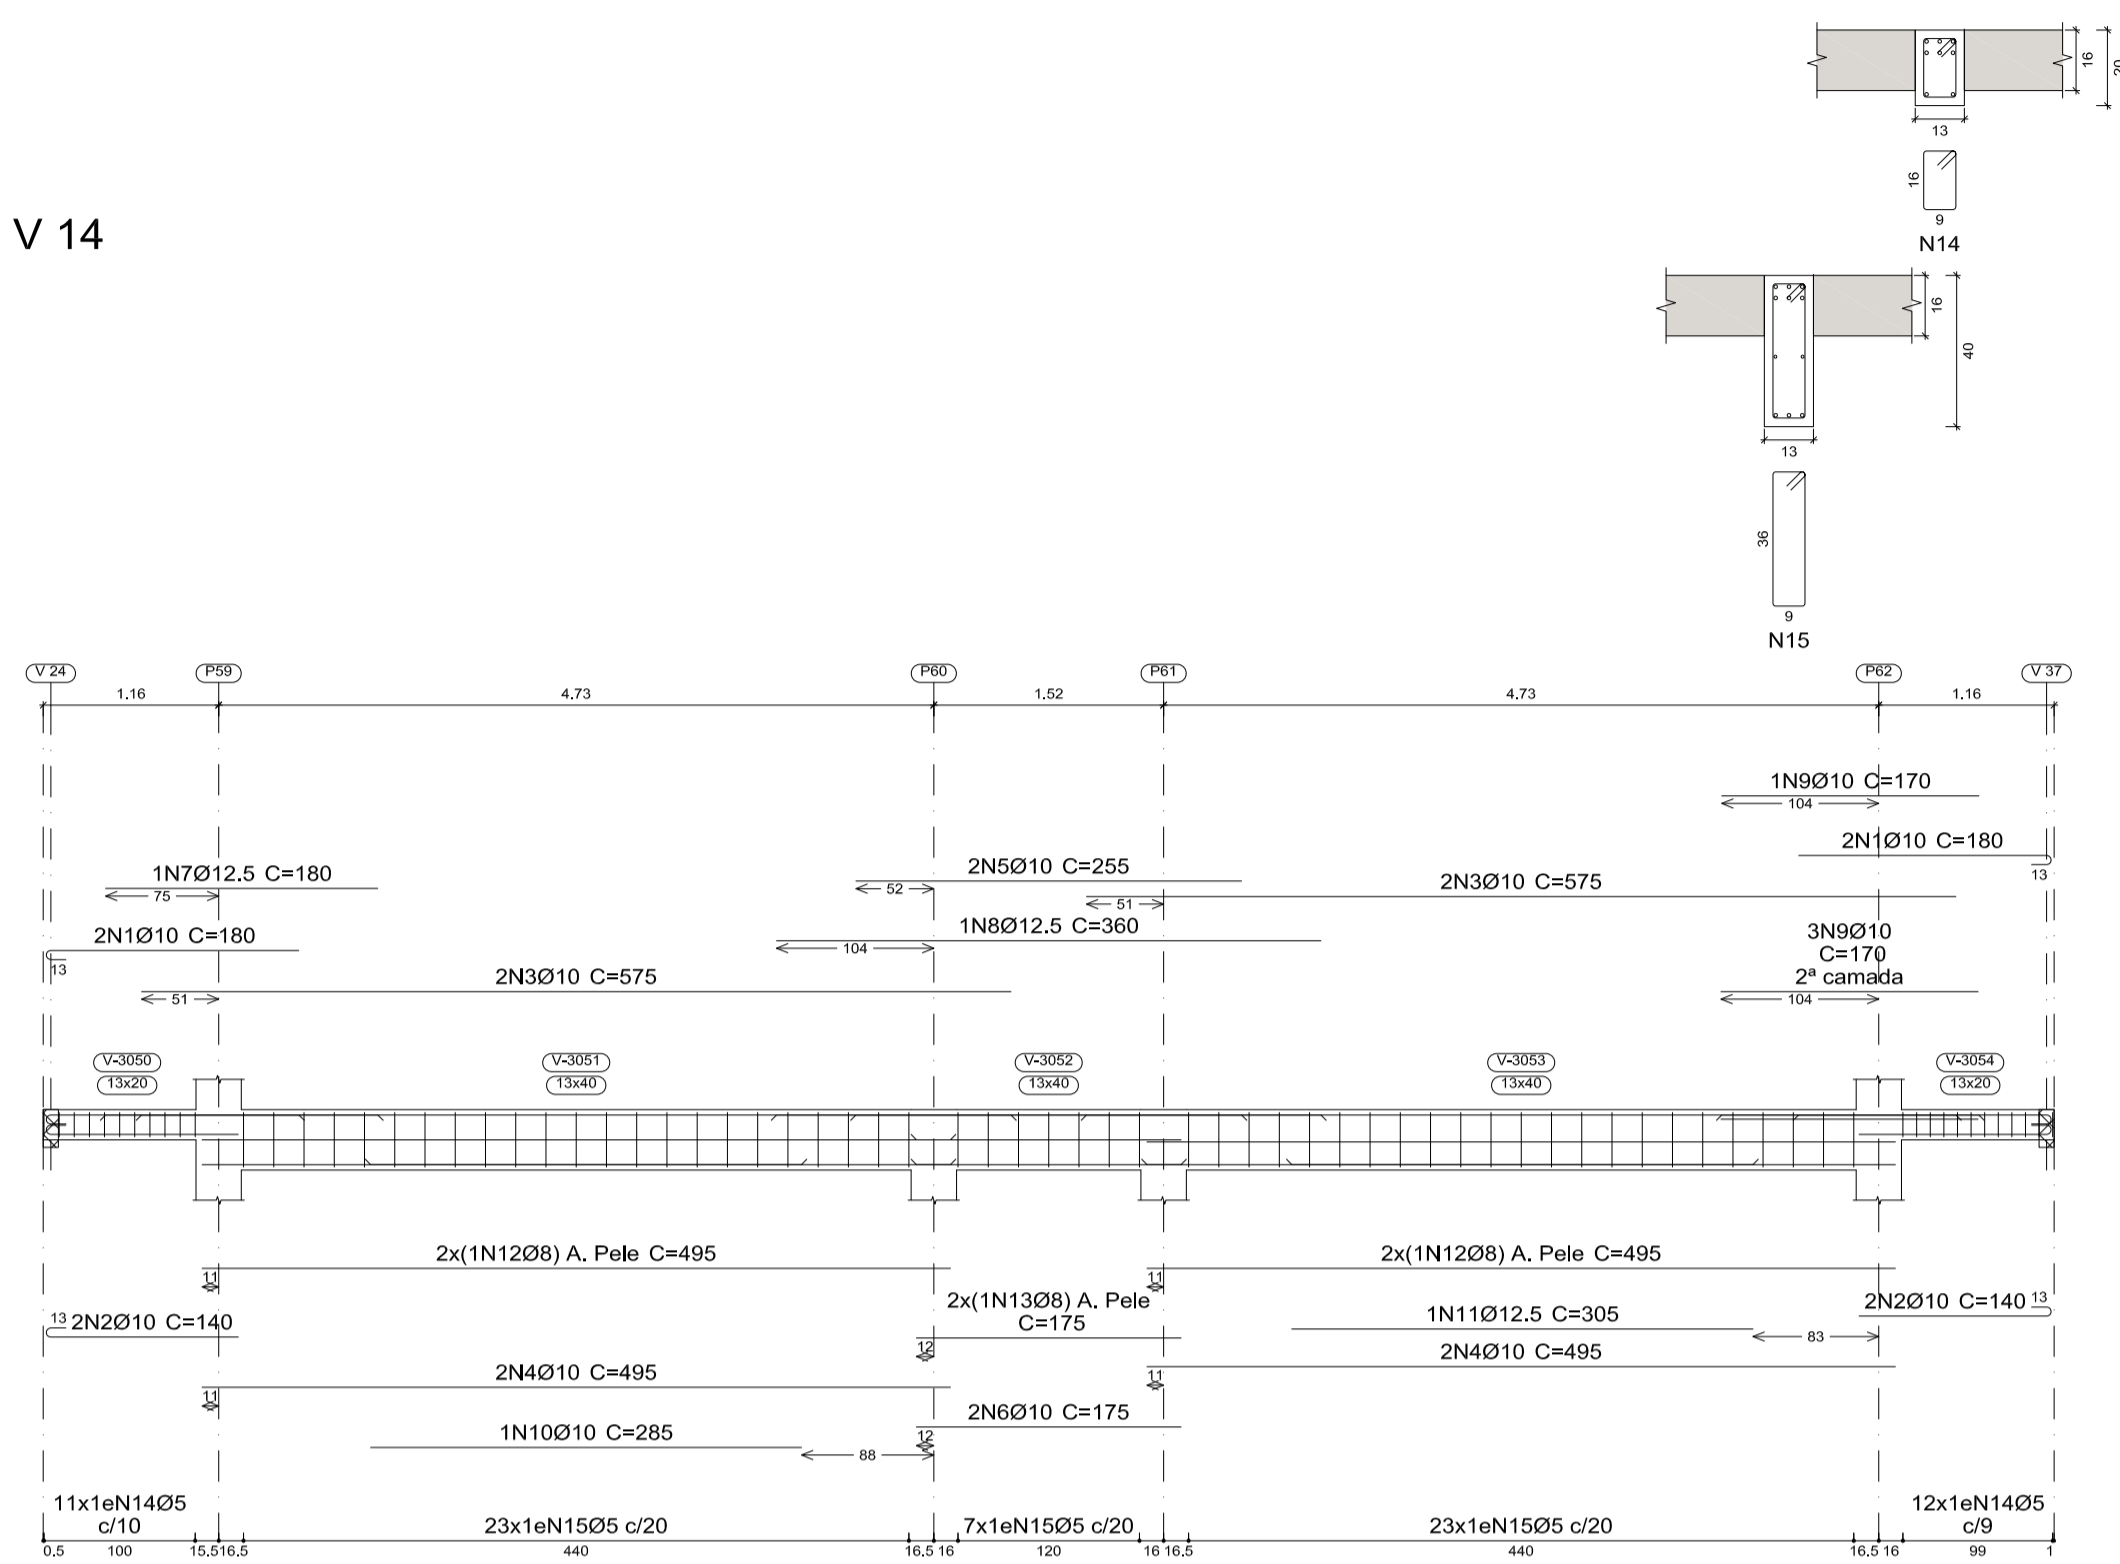 16
20
13
16
9
N14
V 14
16
40
13
36
9
N15
V 24
P59
P60
P61
P62
V 37
1.16
4.73
1.52
4.73
1.16
1N9Ø10 C=170
104
2N1Ø10 C=180
13
1N7Ø12.5 C=180
75
2N5Ø10 C=255
52
2N3Ø10 C=575
51
2N1Ø10 C=180
13
1N8Ø12.5 C=360
104
3N9Ø10
C=170
2ª camada
104
2N3Ø10 C=575
51
V-3050
V-3051
V-3052
V-3053
V-3054
13x20
13x40
13x40
13x40
13x20
2x(1N12Ø8) A. Pele C=495
11
2x(1N12Ø8) A. Pele C=495
11
2x(1N13Ø8) A. Pele
C=175
12
13 2N2Ø10 C=140
1N11Ø12.5 C=305
83
2N2Ø10 C=140 13
2N4Ø10 C=495
11
2N4Ø10 C=495
11
2N6Ø10 C=175
12
1N10Ø10 C=285
88
11x1eN14Ø5
c/10
23x1eN15Ø5 c/20
7x1eN15Ø5 c/20
23x1eN15Ø5 c/20
12x1eN14Ø5
c/9
0.5 100 15.5 16.5 440 16.5 16 120 16 16.5 440 16.5 16 99 1